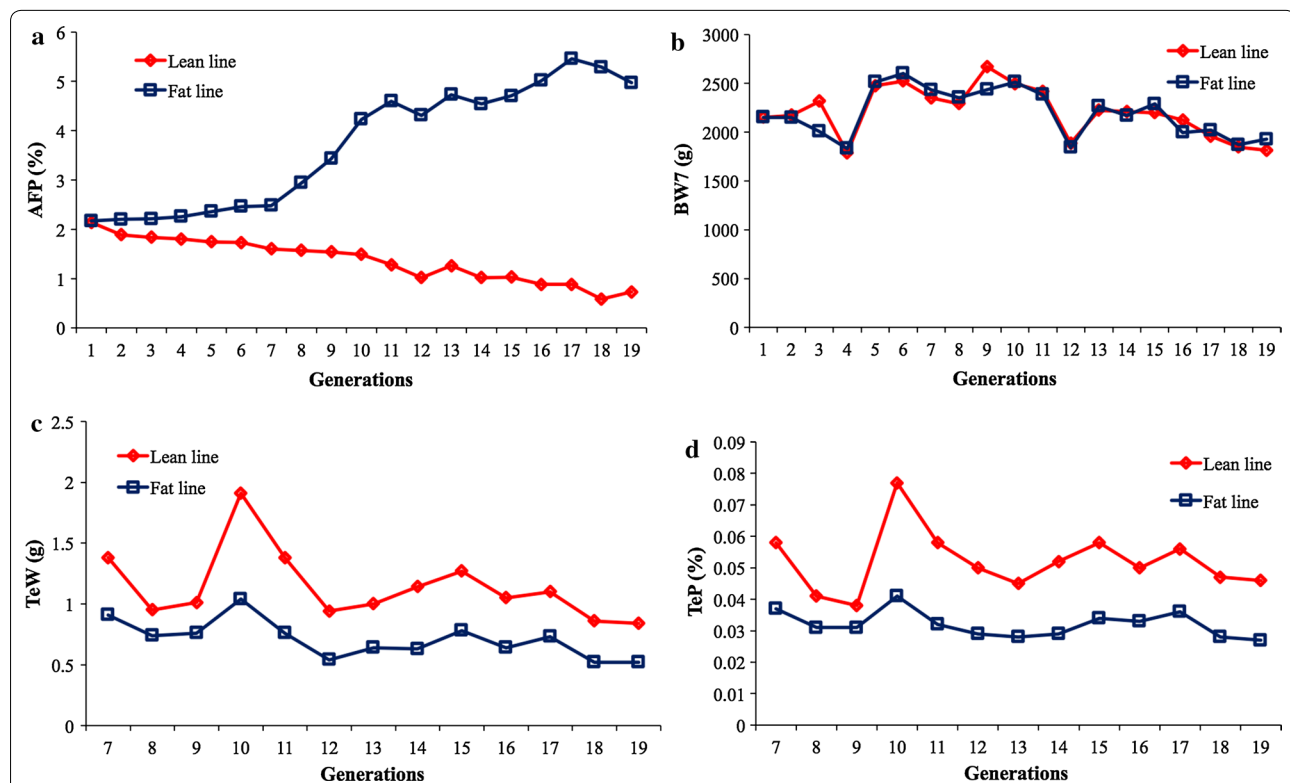 a
Lean line
Fat line
AFP (%)
6
5
4
3
2
1
0
1 2 3 4 5 6 7 8 9 10 11 12 13 14 15 16 17 18 19
Generations
b
Lean line
Fat line
BW7 (g)
3000
2500
2000
1500
1000
500
0
1 2 3 4 5 6 7 8 9 10 11 12 13 14 15 16 17 18 19
Generations
c
Lean line
Fat line
TeW (g)
2.5
2
1.5
1
0.5
0
7 8 9 10 11 12 13 14 15 16 17 18 19
Generations
d
Lean line
Fat line
TeP (%)
0.09
0.08
0.07
0.06
0.05
0.04
0.03
0.02
0.01
0
7 8 9 10 11 12 13 14 15 16 17 18 19
Generations